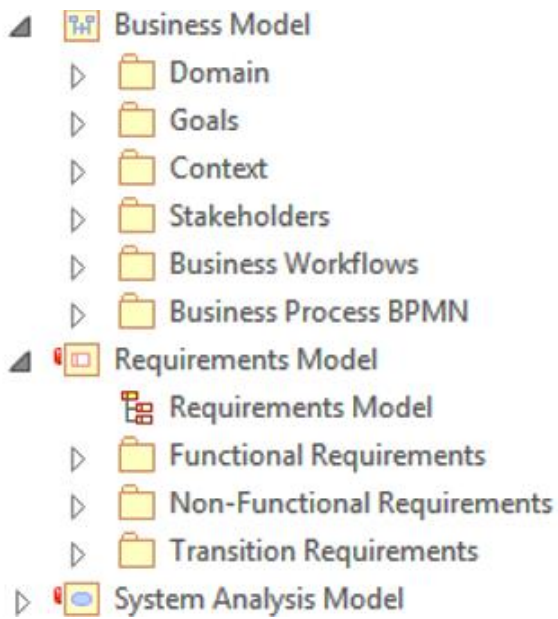 Business Model
Domain
Goals
Context
Stakeholders
Business Workflows
Business Process BPMN
Requirements Model
Requirements Model
Functional Requirements
Non-Functional Requirements
Transition Requirements
System Analysis Model